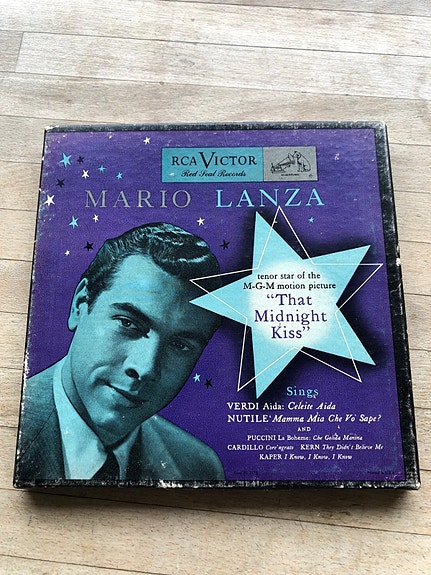 RCA VICTOR
Red Seal Records
MARIO LANZA
tenor star of the
M-G-M motion picture
"That
Midnight
Kiss"
Sings
VERDI Aida: Celeste Aida
NUTILE Mamma Mia Che Vo Sape?
AND
PUCCINI La Boheme: Che Gelida Manina
CARDILLO Core'ngrato KERN They Didn't Believe Me
KAPER I Know, I Know, I Know